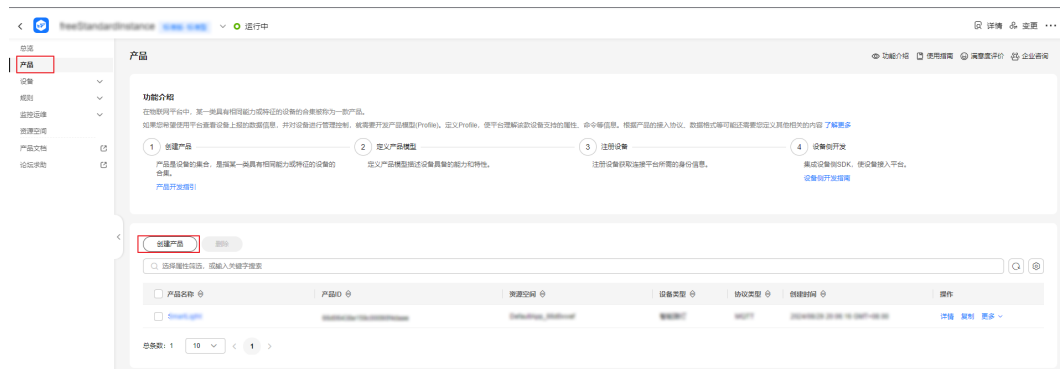 运行中
详情 变更
总览
产品
设备
规则
监控运维
资源空间
产品文档
论坛求助
产品
功能介绍 使用指南 满意度评价 企业咨询
功能介绍
在物联网平台中，某一类具有相同能力或特征的设备的合集被称为一款产品。
如果您希望使用平台查看设备上报的数据信息，并对设备进行管理控制，就需要开发产品模型(Profile)。定义Profile，使平台理解该款设备支持的属性、命令等信息。根据产品的接入协议、数据格式等可能还需要您定义其他相关的内容 了解更多
1 创建产品
产品是设备的集合，是指某一类具有相同能力或特征的设备的
合集。
产品开发指引
2 定义产品模型
定义产品模型描述设备具备的能力和特性。
3 注册设备
注册设备获取连接平台所需的身份信息。
4 设备侧开发
集成设备侧SDK，使设备接入平台。
设备侧开发指南
创建产品 删除
选择属性筛选，或输入关键字搜索
产品名称 产品ID 资源空间 设备类型 协议类型 创建时间 操作
详情 复制 更多
总条数：1 10 1